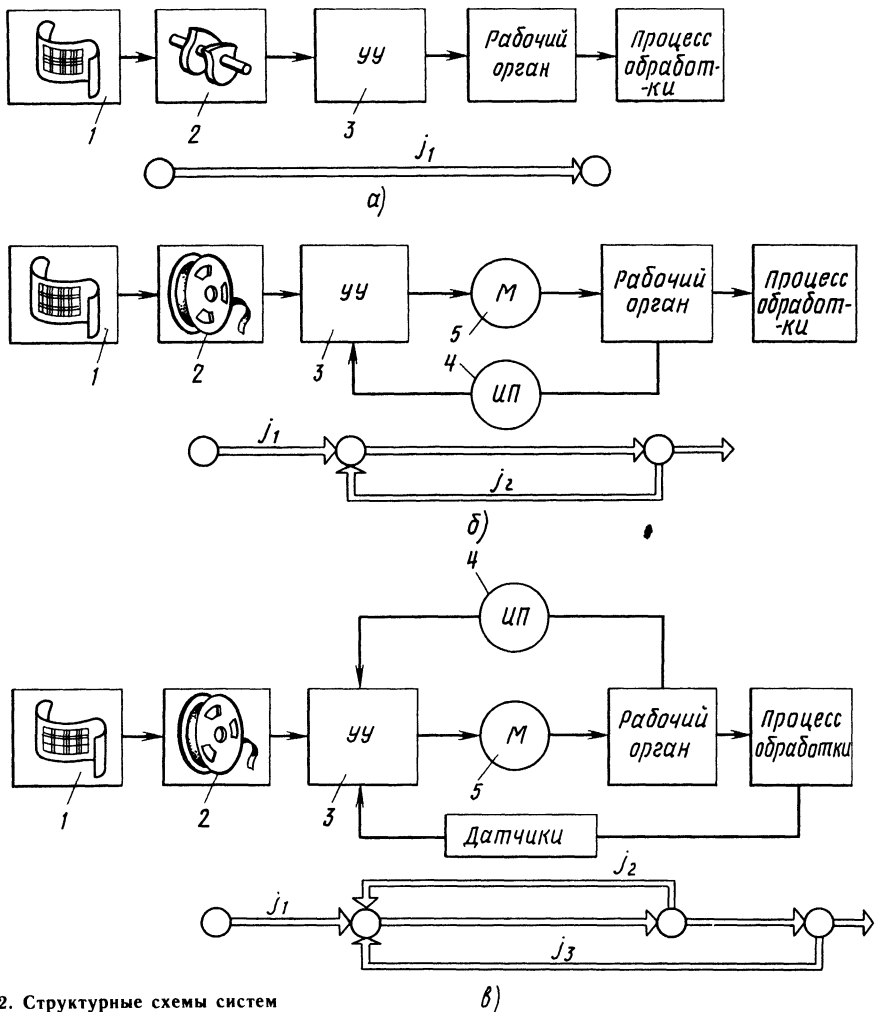 УУ
Рабочий
орган
Процесс
обработ-
-ки
1
2
3
j1
а)
УУ
М
Рабочий
орган
Процесс
обработ-
-ки
1
2
3
5
4
ИП
j1
j2
б)
4
ИП
УУ
М
Рабочий
орган
Процесс
обработки
1
2
3
5
Датчики
j2
j1
j3
2. Структурные схемы систем
в)